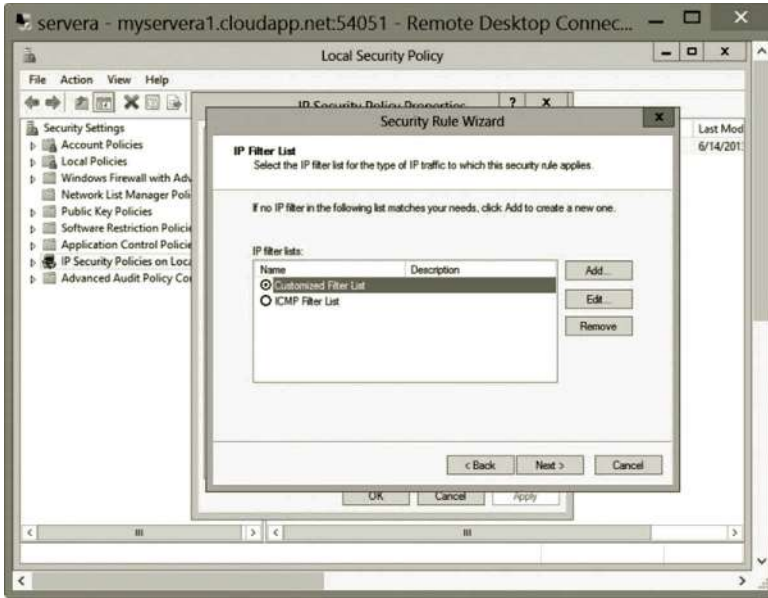 servera - myservera1.cloudapp.net:54051 - Remote Desktop Connec...
Local Security Policy
File Action View Help
IP Security Policy Properties
Security Settings
Account Policies
Local Policies
Windows Firewall with Adv
Network List Manager Poli
Public Key Policies
Software Restriction Policie
Application Control Policie
IP Security Policies on Loca
Advanced Audit Policy Co
Last Mod
6/14/201
Security Rule Wizard
IP Filter List
Select the IP filter list for the type of IP traffic to which this security rule applies.
If no IP filter in the following list matches your needs, click Add to create a new one.
IP filter lists:
Name Description
Customized Filter List
ICMP Filter List
Add...
Edit...
Remove
< Back Next > Cancel
OK Cancel Apply